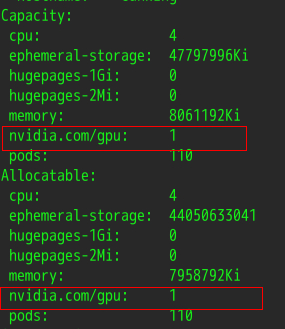 Capacity:
cpu: 4
ephemeral-storage: 47797996Ki
hugepages-1Gi: 0
hugepages-2Mi: 0
memory: 8061192Ki
nvidia.com/gpu: 1
pods: 110
Allocatable:
cpu: 4
ephemeral-storage: 44050633041
hugepages-1Gi: 0
hugepages-2Mi: 0
memory: 7958792Ki
nvidia.com/gpu: 1
pods: 110